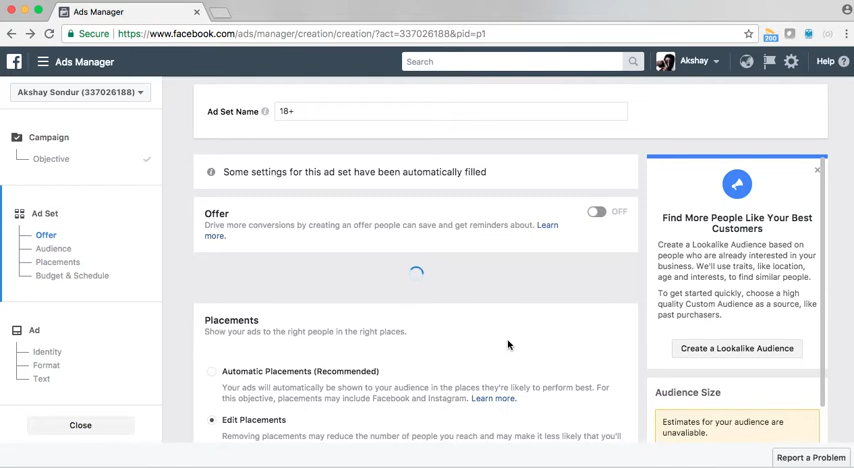 Ads Manager
Secure https://www.facebook.com/ads/manager/creation/creation/?act=337026188&pid=p1
200
Ads Manager
Search
Akshay
Help
Akshay Sondur (337026188)
Campaign
Objective
Ad Set
Offer
Audience
Placements
Budget & Schedule
Ad
Identity
Format
Text
Close
Ad Set Name
18+
Some settings for this ad set have been automatically filled
Offer
OFF
Drive more conversions by creating an offer people can save and get reminders about. Learn
more.
Placements
Show your ads to the right people in the right places.
Automatic Placements (Recommended)
Your ads will automatically be shown to your audience in the places they're likely to perform best. For
this objective, placements may include Facebook and Instagram. Learn more.
Edit Placements
Removing placements may reduce the number of people you reach and may make it less likely that you'll
Find More People Like Your Best
Customers
Create a Lookalike Audience based on
people who are already interested in your
business. We'll use traits, like location,
age and interests, to find similar people.
To get started quickly, choose a high
quality Custom Audience as a source, like
past purchasers.
Create a Lookalike Audience
Audience Size
Estimates for your audience are
unavailable.
Report a Problem